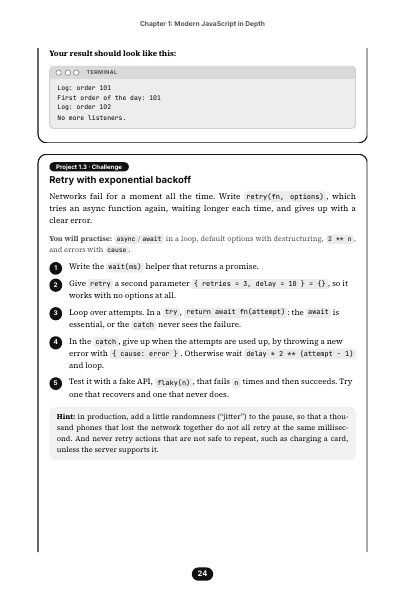 Chapter 1: Modern JavaScript in Depth
Your result should look like this:
TERMINAL
Log: order 101
First order of the day: 101
Log: order 102
No more listeners.
Project 1.3 · Challenge
Retry with exponential backoff
Networks fail for a moment all the time. Write retry(fn, options), which
tries an async function again, waiting longer each time, and gives up with a
clear error.
You will practise: async / await in a loop, default options with destructuring, 2 ** n,
and errors with cause.
1 Write the wait(ms) helper that returns a promise.
2 Give retry a second parameter { retries = 3, delay = 10 } = {}, so it
works with no options at all.
3 Loop over attempts. In a try, return await fn(attempt): the await is
essential, or the catch never sees the failure.
4 In the catch, give up when the attempts are used up, by throwing a new
error with { cause: error }. Otherwise wait delay * 2 ** (attempt - 1)
and loop.
5 Test it with a fake API, flaky(n), that fails n times and then succeeds. Try
one that recovers and one that never does.
Hint: in production, add a little randomness (“jitter”) to the pause, so that a thou-
sand phones that lost the network together do not all retry at the same millisec-
ond. And never retry actions that are not safe to repeat, such as charging a card,
unless the server supports it.
24